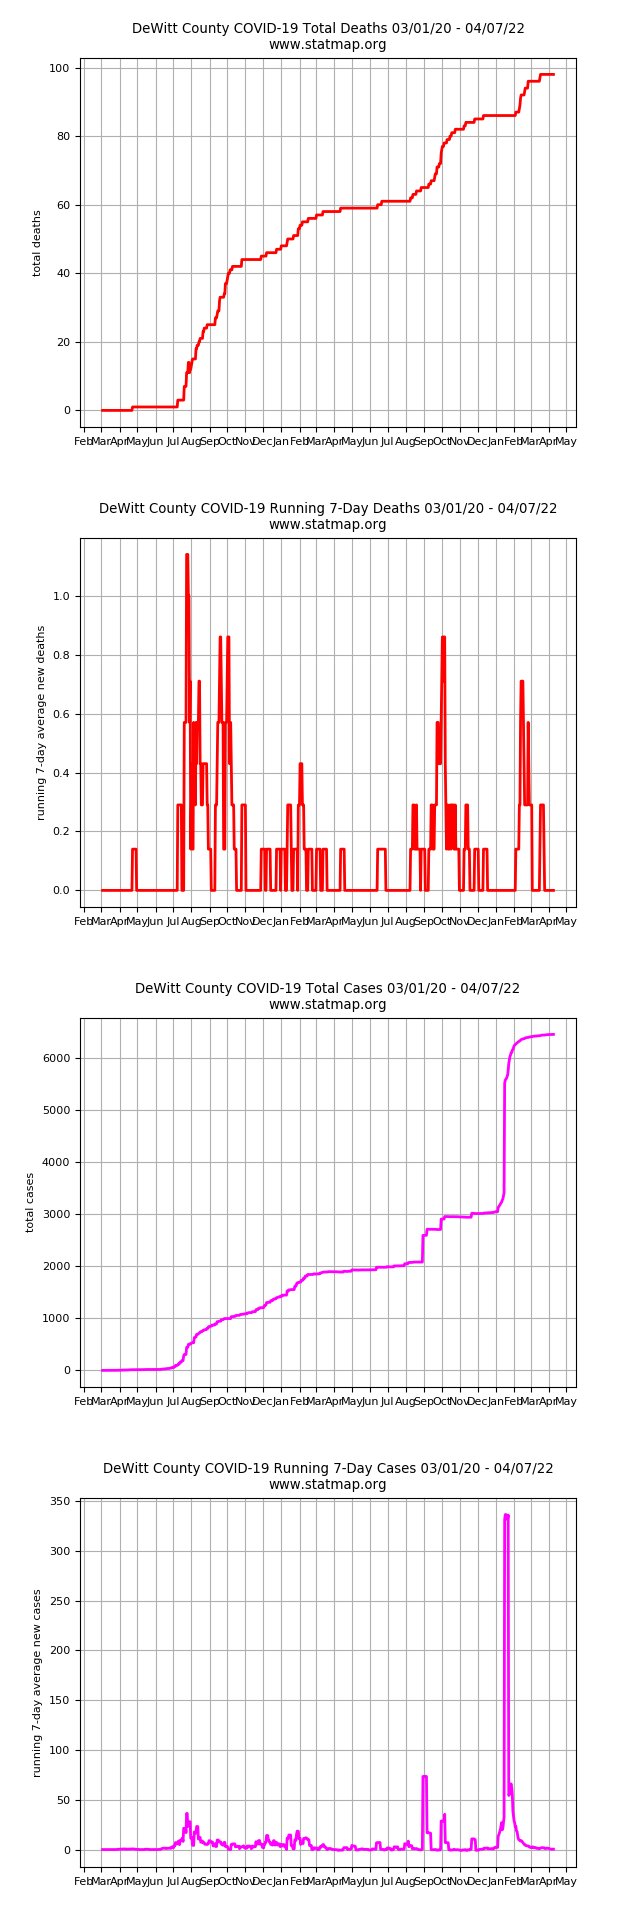 DeWitt County COVID-19 Total Deaths 03/01/20 - 04/07/22
www.statmap.org
total deaths
100
80
60
40
20
0
Feb Mar Apr May Jun Jul Aug Sep Oct Nov Dec Jan Feb Mar Apr May Jun Jul Aug Sep Oct Nov Dec Jan Feb Mar Apr May
DeWitt County COVID-19 Running 7-Day Deaths 03/01/20 - 04/07/22
www.statmap.org
running 7-day average new deaths
1.0
0.8
0.6
0.4
0.2
0.0
Feb Mar Apr May Jun Jul Aug Sep Oct Nov Dec Jan Feb Mar Apr May Jun Jul Aug Sep Oct Nov Dec Jan Feb Mar Apr May
DeWitt County COVID-19 Total Cases 03/01/20 - 04/07/22
www.statmap.org
total cases
6000
5000
4000
3000
2000
1000
0
Feb Mar Apr May Jun Jul Aug Sep Oct Nov Dec Jan Feb Mar Apr May Jun Jul Aug Sep Oct Nov Dec Jan Feb Mar Apr May
DeWitt County COVID-19 Running 7-Day Cases 03/01/20 - 04/07/22
www.statmap.org
running 7-day average new cases
350
300
250
200
150
100
50
0
Feb Mar Apr May Jun Jul Aug Sep Oct Nov Dec Jan Feb Mar Apr May Jun Jul Aug Sep Oct Nov Dec Jan Feb Mar Apr May